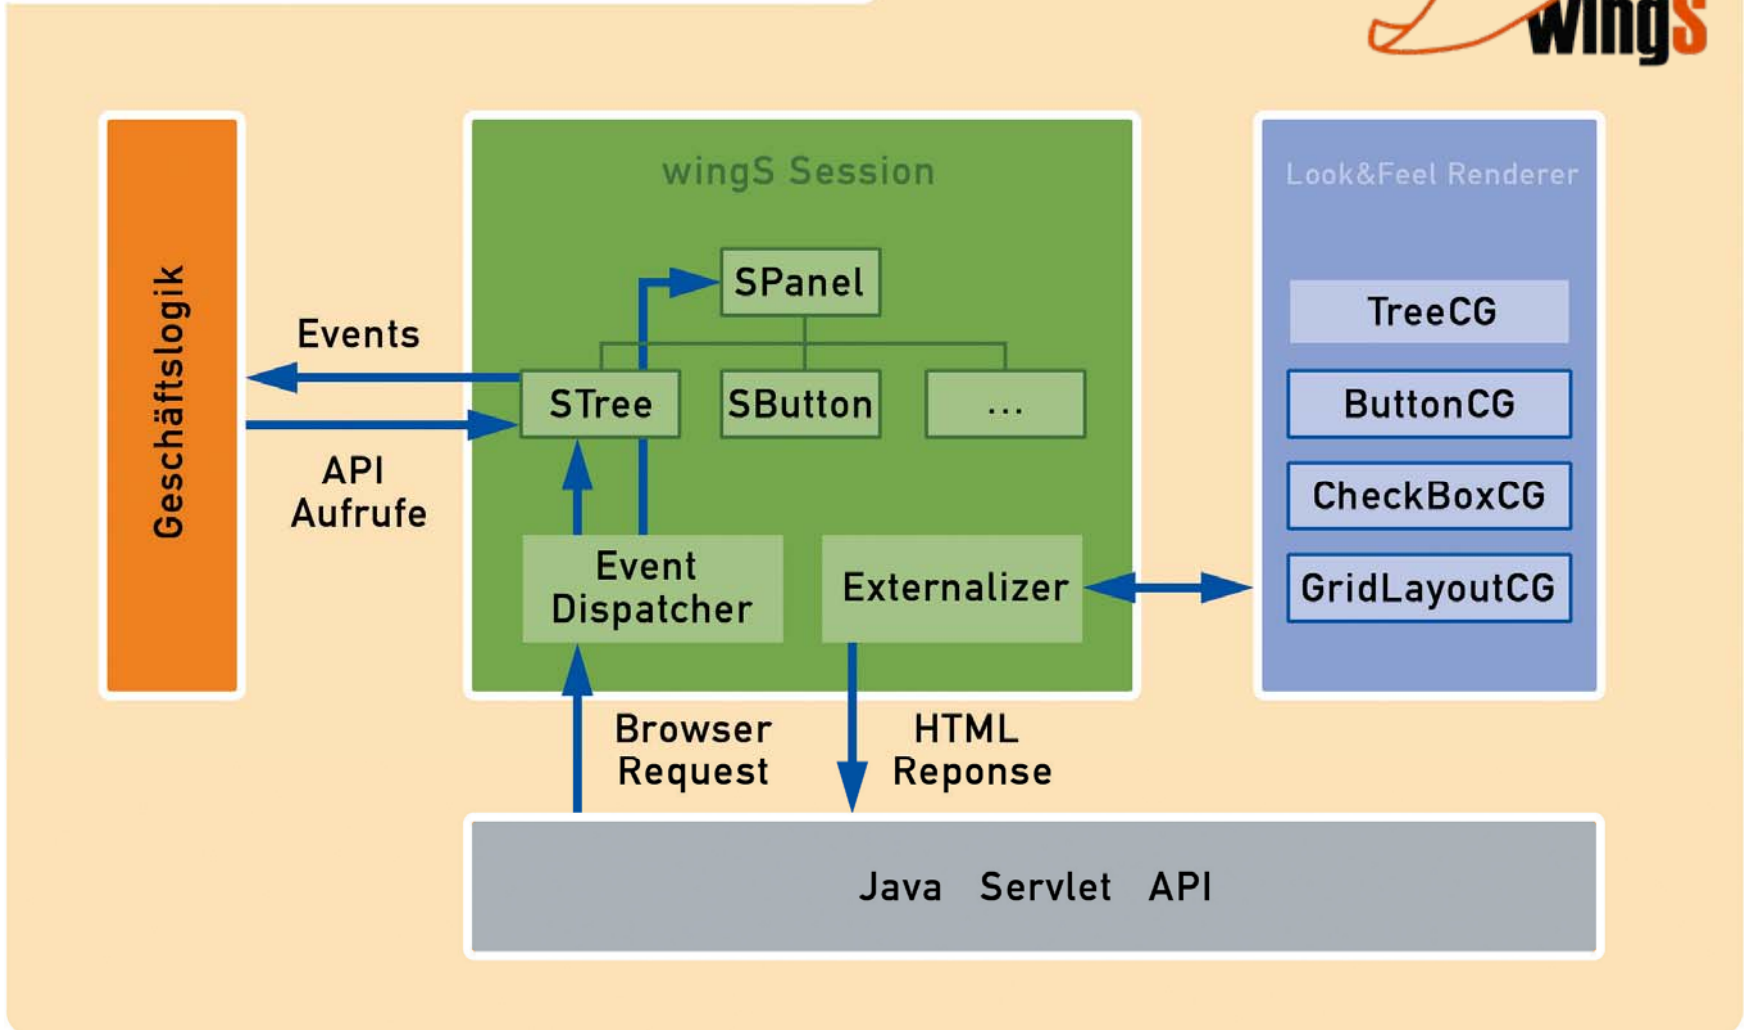 wingS
wingS Session
Look&Feel Renderer
Geschäftslogik
Events
API
Aufrufe
SPanel
STree
SButton
...
Event
Dispatcher
Externalizer
TreeCG
ButtonCG
CheckBoxCG
GridLayoutCG
Browser
Request
HTML
Reponse
Java Servlet API